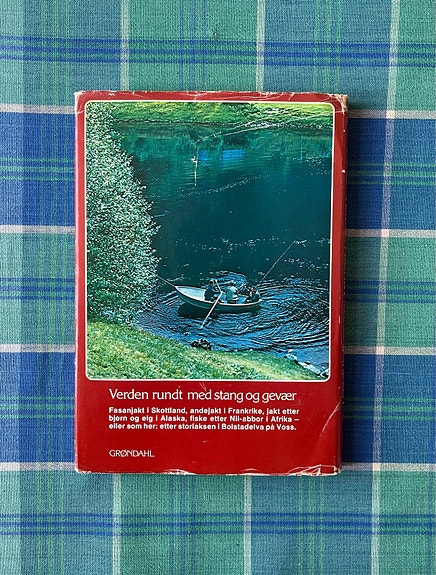 Verden rundt med stang og gevær
Fasanjakt i Skottland, andejakt i Frankrike, jakt etter
bjørn og elg i Alaska, fiske etter Nil-abbor i Afrika –
eller som her: etter storlaksen i Bolstadelva på Voss.
GRØNDAHL